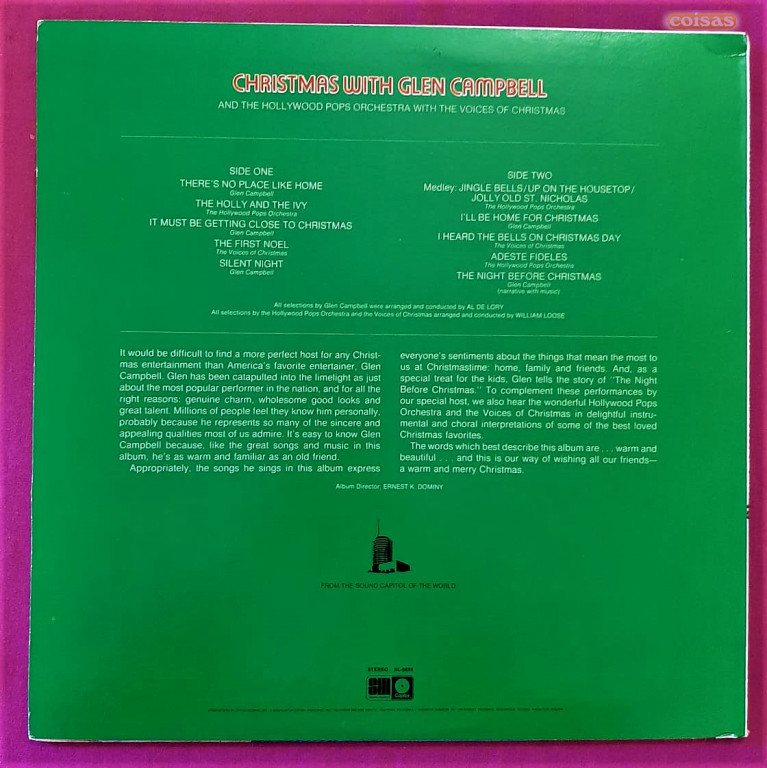 coisas
CHRISTMAS WITH GLEN CAMPBELL
AND THE HOLLYWOOD POPS ORCHESTRA WITH THE VOICES OF CHRISTMAS
SIDE ONE
THERE'S NO PLACE LIKE HOME
Glen Campbell
THE HOLLY AND THE IVY
The Hollywood Pops Orchestra
IT MUST BE GETTING CLOSE TO CHRISTMAS
Glen Campbell
THE FIRST NOEL
The Voices of Christmas
SILENT NIGHT
Glen Campbell
SIDE TWO
Medley: JINGLE BELLS/UP ON THE HOUSETOP/
JOLLY OLD ST. NICHOLAS
The Hollywood Pops Orchestra
I'LL BE HOME FOR CHRISTMAS
Glen Campbell
I HEARD THE BELLS ON CHRISTMAS DAY
The Voices of Christmas
ADESTE FIDELES
The Hollywood Pops Orchestra
THE NIGHT BEFORE CHRISTMAS
Glen Campbell
(narrative with music)
All selections by Glen Campbell were arranged and conducted by AL DE LORY
All selections by the Hollywood Pops Orchestra and the Voices of Christmas arranged and conducted by WILLIAM LOOSE
It would be difficult to find a more perfect host for any Christ-
mas entertainment than America's favorite entertainer, Glen
Campbell. Glen has been catapulted into the limelight as just
about the most popular performer in the nation, and for all the
right reasons: genuine charm, wholesome good looks and
great talent. Millions of people feel they know him personally,
probably because he represents so many of the sincere and
appealing qualities most of us admire. It's easy to know Glen
Campbell because, like the great songs and music in this
album, he's as warm and familiar as an old friend.
Appropriately, the songs he sings in this album express
everyone's sentiments about the things that mean the most to
us at Christmastime: home, family and friends. And, as a
special treat for the kids, Glen tells the story of "The Night
Before Christmas." To complement these performances by
our special host, we also hear the wonderful Hollywood Pops
Orchestra and the Voices of Christmas in delightful instru-
mental and choral interpretations of some of the best loved
Christmas favorites.
The words which best describe this album are . . . warm and
beautiful . . . and this is our way of wishing all our friends—
a warm and merry Christmas.
Album Director: ERNEST K. DOMINY
FROM THE SOUND CAPITOL OF THE WORLD
STEREO